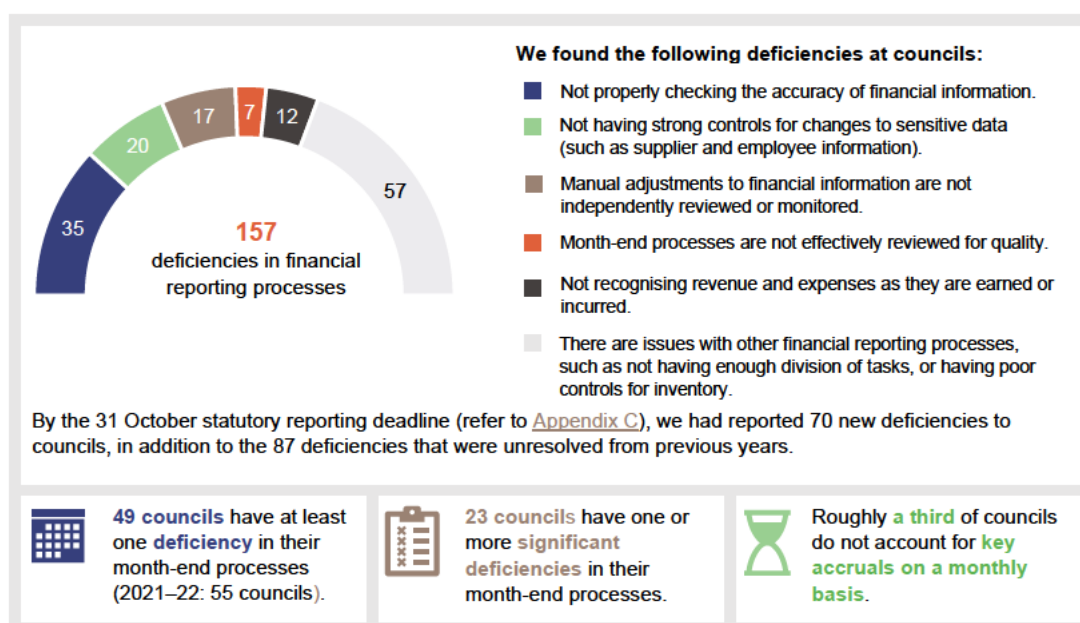 We found the following deficiencies at councils:
35
20
17
7
12
57
157
deficiencies in financial
reporting processes
Not properly checking the accuracy of financial information.
Not having strong controls for changes to sensitive data
(such as supplier and employee information).
Manual adjustments to financial information are not
independently reviewed or monitored.
Month-end processes are not effectively reviewed for quality.
Not recognising revenue and expenses as they are earned or
incurred.
There are issues with other financial reporting processes,
such as not having enough division of tasks, or having poor
controls for inventory.
By the 31 October statutory reporting deadline (refer to Appendix C), we had reported 70 new deficiencies to
councils, in addition to the 87 deficiencies that were unresolved from previous years.
49 councils have at least
one deficiency in their
month-end processes
(2021–22: 55 councils).
23 councils have one or
more significant
deficiencies in their
month-end processes.
Roughly a third of councils
do not account for key
accruals on a monthly
basis.